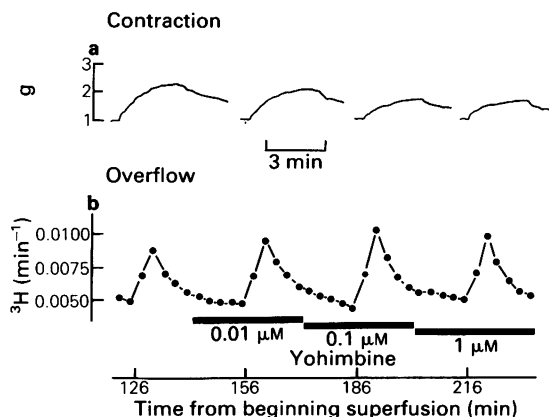 Contraction
a
3
2
1
g
3 min
Overflow
b
³H (min⁻¹)
0.0100
0.0075
0.0050
0.01 μM
0.1 μM
1 μM
Yohimbine
126
156
186
216
Time from beginning superfusion (min)